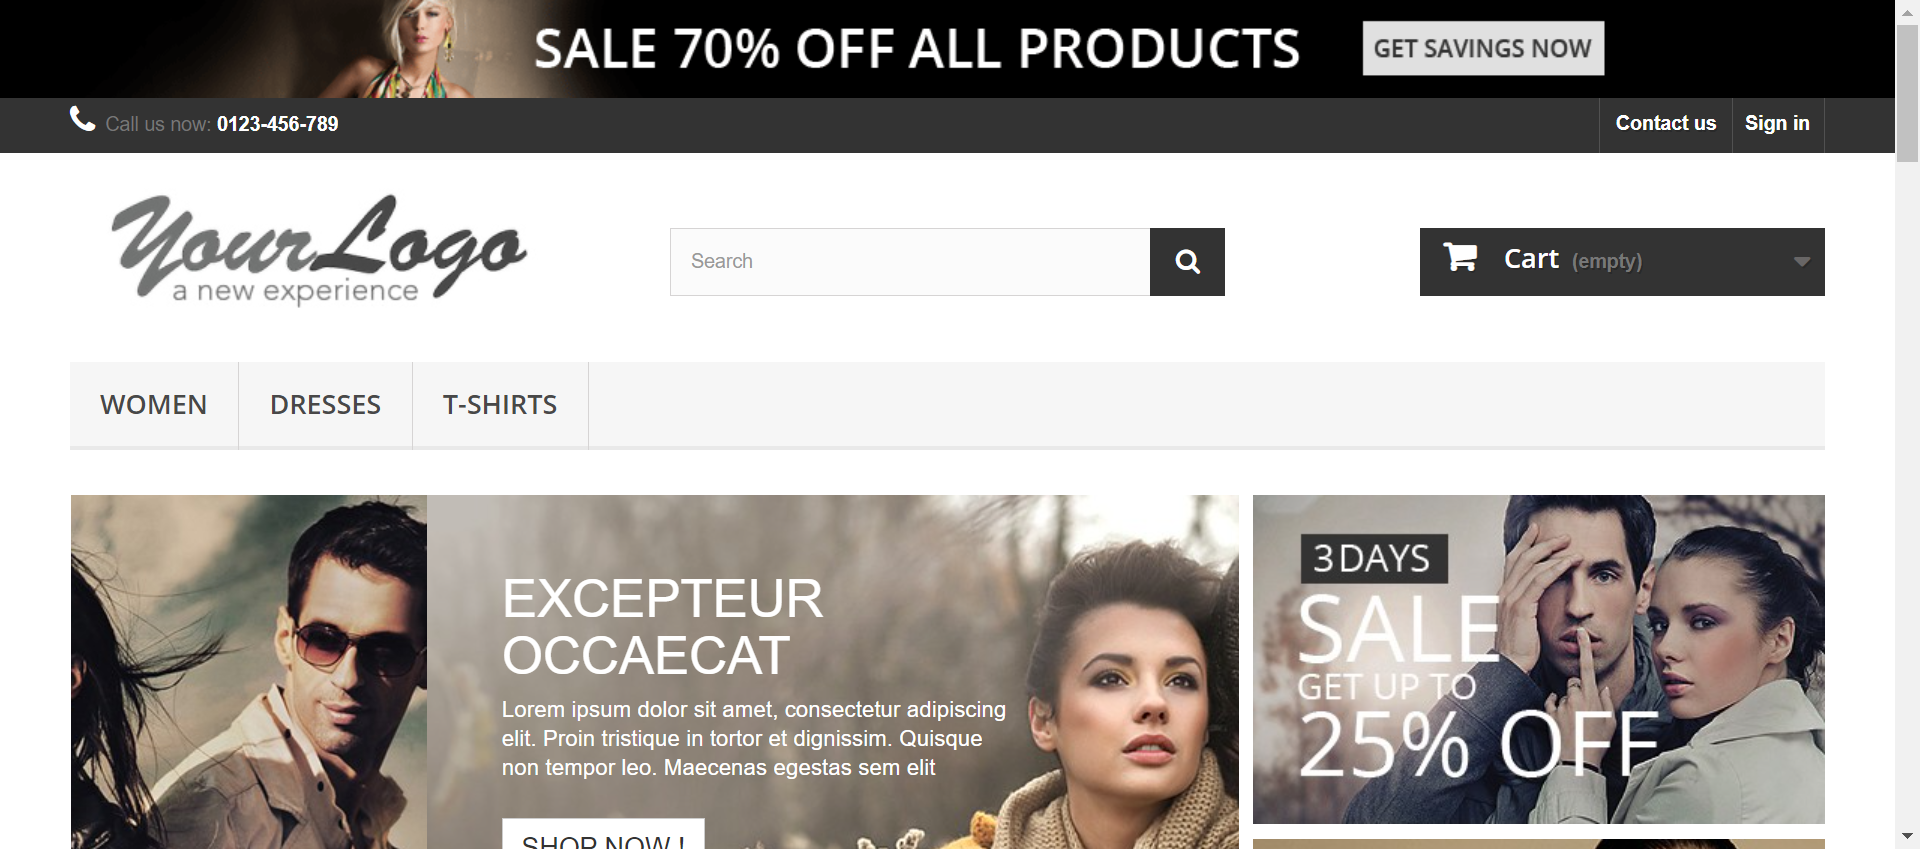 SALE 70% OFF ALL PRODUCTS
GET SAVINGS NOW
Call us now: 0123-456-789
Contact us
Sign in
Your Logo
a new experience
Search
Cart (empty)
WOMEN
DRESSES
T-SHIRTS
EXCEPTEUR
OCCAECAT
Lorem ipsum dolor sit amet, consectetur adipiscing
elit. Proin tristique in tortor et dignissim. Quisque
non tempor leo. Maecenas egestas sem elit
SHOP NOW !
3 DAYS
SALE
GET UP TO
25% OFF